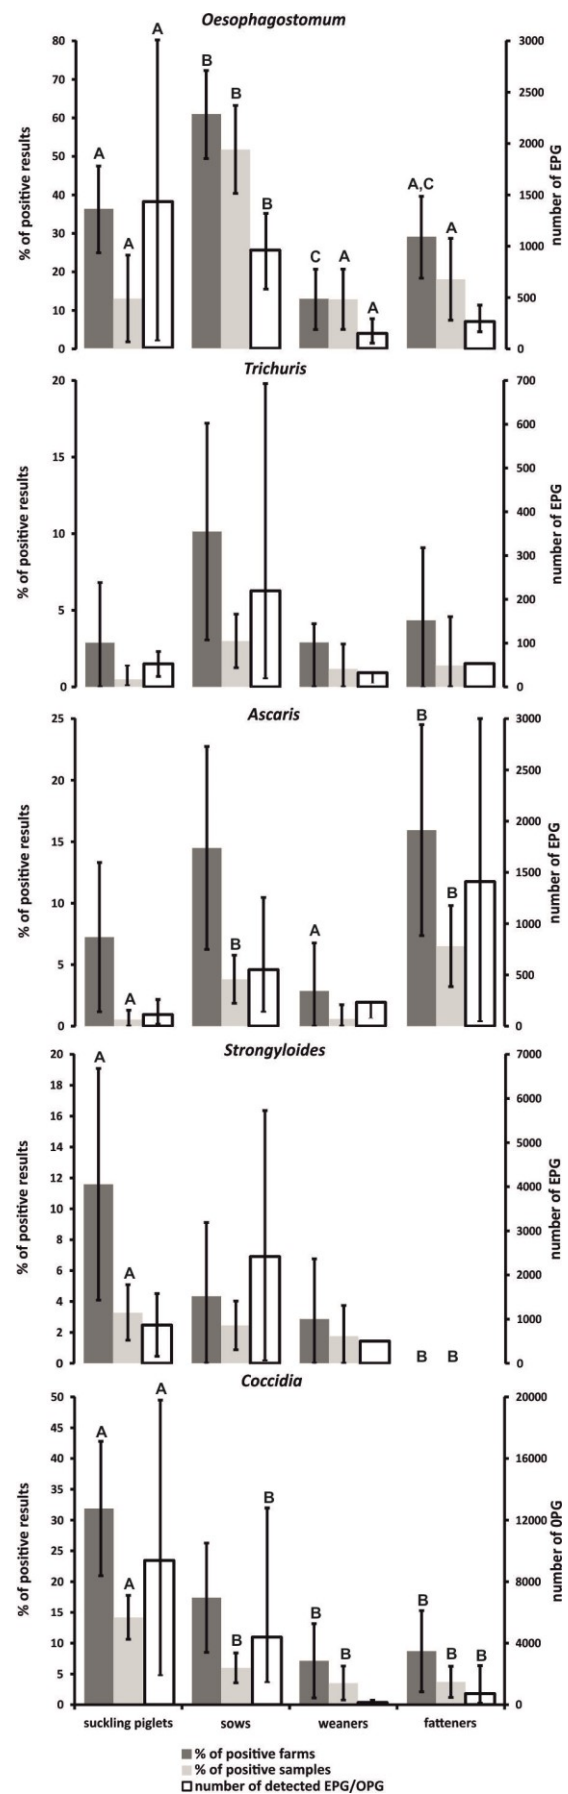 Oesophagostomum
% of positive results
80
70
60
50
40
30
20
10
0
A
A
A
B
B
B
C
A
A
A,C
A
3000
2500
2000
1500
1000
500
0
number of EPG
Trichuris
% of positive results
20
15
10
5
0
700
600
500
400
300
200
100
0
number of EPG
Ascaris
% of positive results
25
20
15
10
5
0
A
B
A
B
B
3000
2500
2000
1500
1000
500
0
number of EPG
Strongyloides
% of positive results
20
18
16
14
12
10
8
6
4
2
0
A
A
B
B
7000
6000
5000
4000
3000
2000
1000
0
number of EPG
Coccidia
% of positive results
50
45
40
35
30
25
20
15
10
5
0
A
A
A
B
B
B
B
B
B
B
20000
16000
12000
8000
4000
0
number of OPG
suckling piglets
sows
weaners
fatteners
% of positive farms
% of positive samples
number of detected EPG/OPG